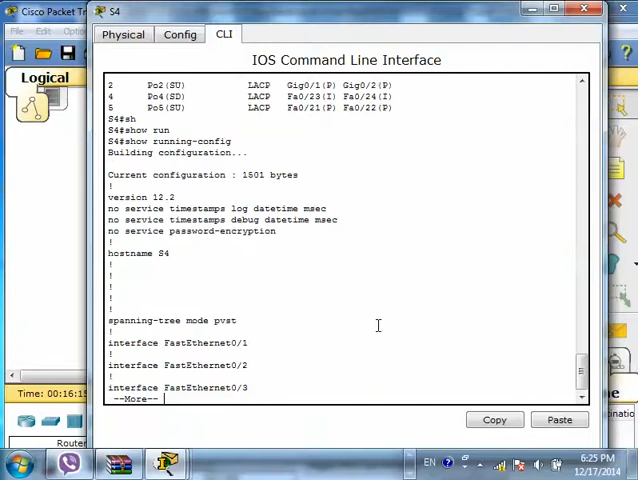 Cisco Packet Tr
S4
File
Edit
Optio
Physical
Config
CLI
Logical
IOS Command Line Interface
2 Po2(SU) LACP Gig0/1(P) Gig0/2(P)
4 Po4(SD) LACP Fa0/23(I) Fa0/24(I)
5 Po5(SU) LACP Fa0/21(P) Fa0/22(P)
S4#sh
S4#show run
S4#show running-config
Building configuration...
Current configuration : 1501 bytes
!
version 12.2
no service timestamps log datetime msec
no service timestamps debug datetime msec
no service password-encryption
!
hostname S4
!
!
!
!
!
spanning-tree mode pvst
!
interface FastEthernet0/1
!
interface FastEthernet0/2
!
interface FastEthernet0/3
--More--
Time: 00:16:15
Copy
Paste
Router
EN
6:25 PM
12/17/2014